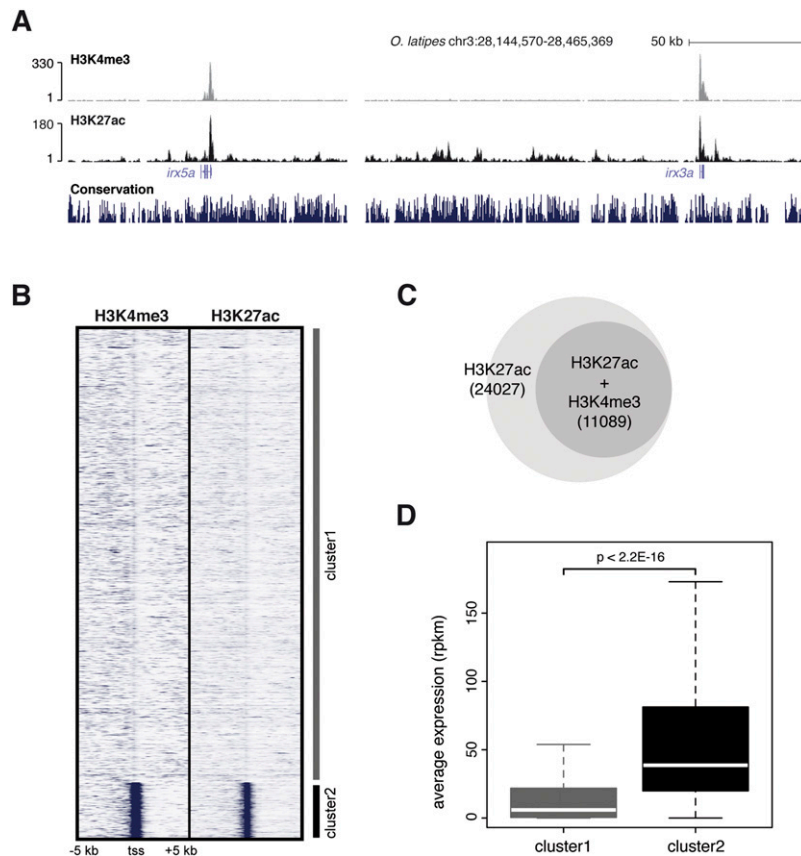 A
O. latipes chr3:28,144,570-28,465,369
50 kb
H3K4me3
330
1
H3K27ac
180
1
irx5a
irx3a
Conservation
B
H3K4me3
H3K27ac
cluster1
cluster2
-5 kb
tss
+5 kb
C
H3K27ac
(24027)
H3K27ac
+
H3K4me3
(11089)
D
p < 2.2E-16
average expression (rpkm)
150
100
50
0
cluster1
cluster2